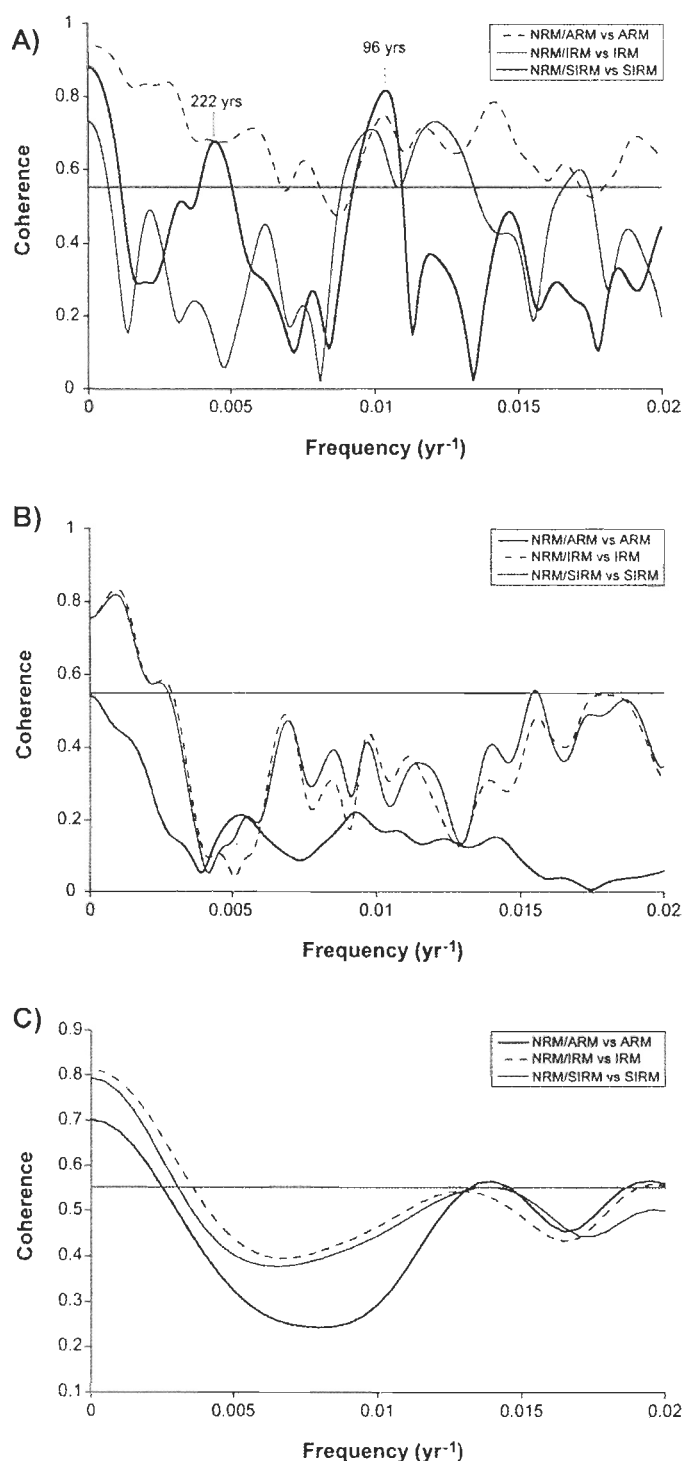 A)
1
0.8
0.6
0.4
0.2
0
Coherence
222 yrs
96 yrs
NRM/ARM vs ARM
NRM/IRM vs IRM
NRM/SIRM vs SIRM
0
0.005
0.01
0.015
0.02
Frequency (yr⁻¹)
B)
1
0.8
0.6
0.4
0.2
0
Coherence
NRM/ARM vs ARM
NRM/IRM vs IRM
NRM/SIRM vs SIRM
0
0.005
0.01
0.015
0.02
Frequency (yr⁻¹)
C)
0.9
0.8
0.7
0.6
0.5
0.4
0.3
0.2
0.1
Coherence
NRM/ARM vs ARM
NRM/IRM vs IRM
NRM/SIRM vs SIRM
0
0.005
0.01
0.015
0.02
Frequency (yr⁻¹)